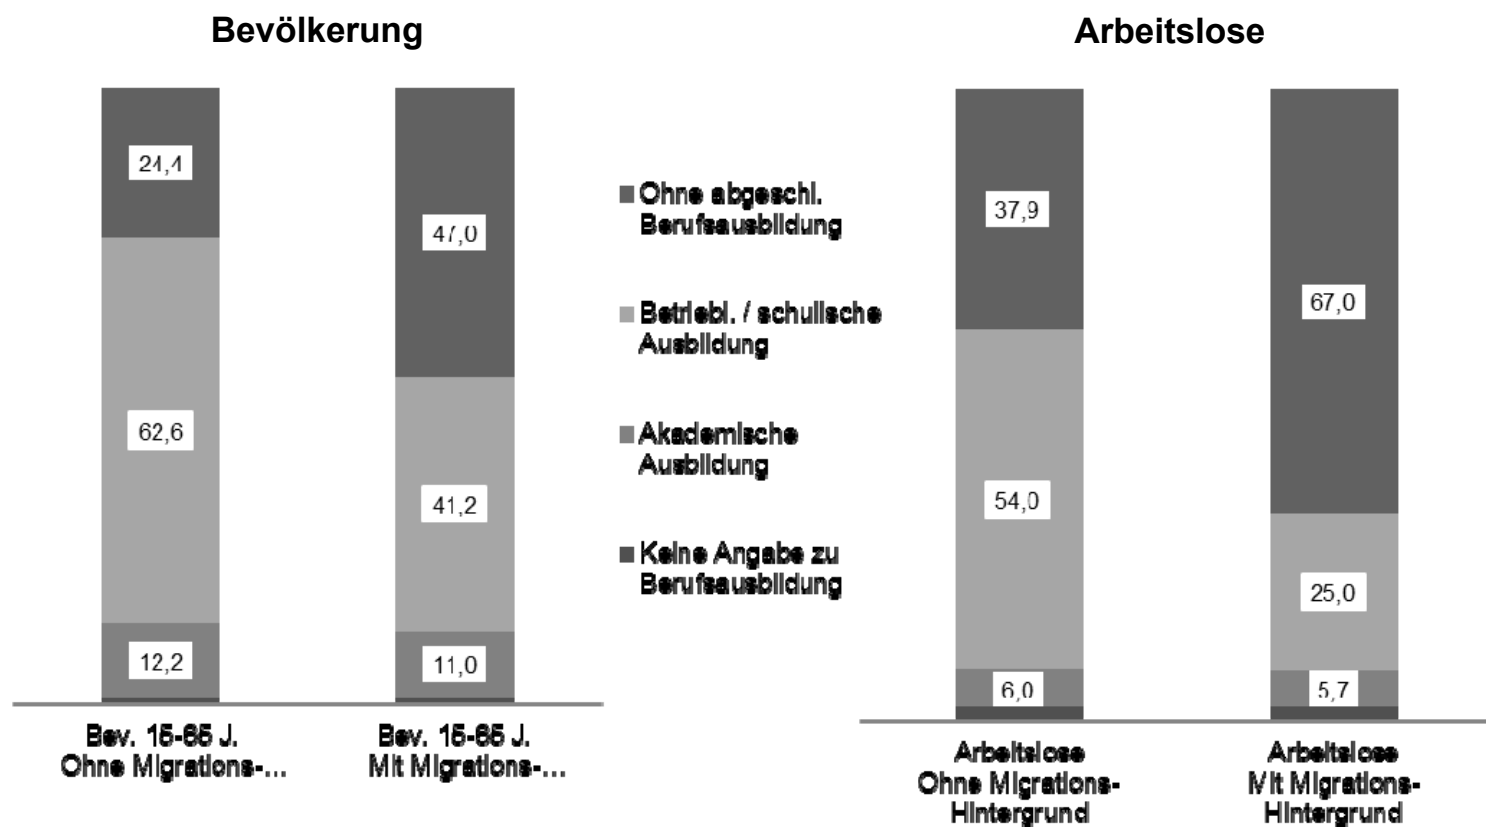 Bevölkerung
24,4
62,6
12,2
47,0
41,2
11,0
Bev. 15-65 J.
Ohne Migrations-...
Bev. 15-65 J.
Mit Migrations-...
Ohne abgeschl.
Berufsausbildung
Betriebl. / schulische
Ausbildung
Akademische
Ausbildung
Keine Angabe zu
Berufsausbildung
Arbeitslose
37,9
54,0
6,0
67,0
25,0
5,7
Arbeitslose
Ohne Migrations-
Hintergrund
Arbeitslose
Mit Migrations-
Hintergrund